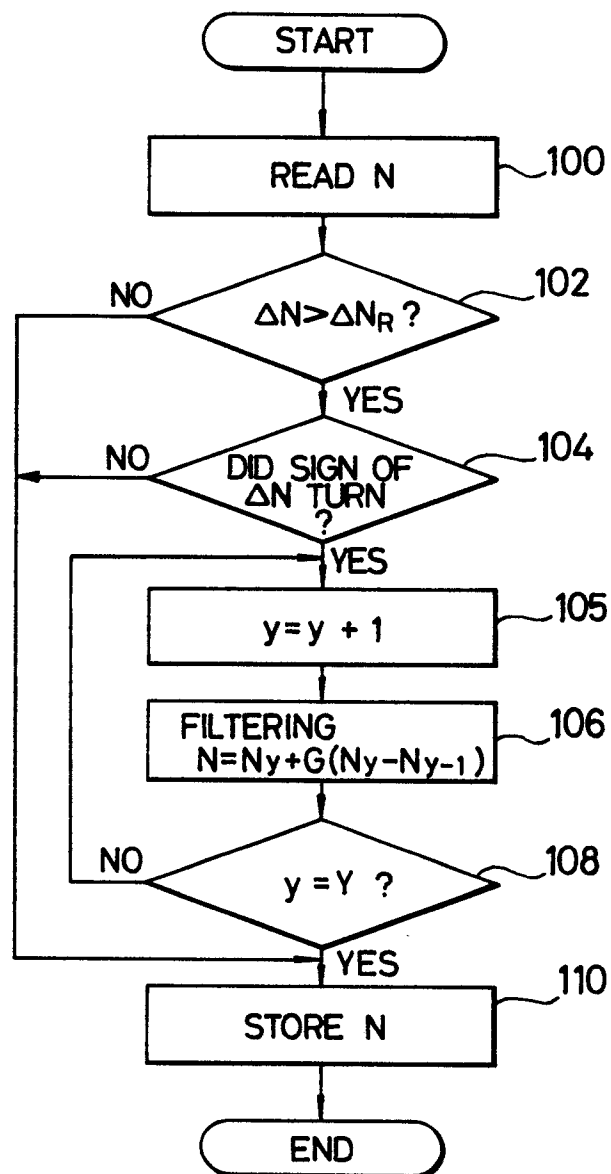 START
READ N
100
ΔN>ΔNR ?
102
NO
YES
DID SIGN OF
ΔN TURN
?
104
NO
YES
y=y+1
105
FILTERING
N=Ny+G(Ny-Ny-1)
106
y=Y ?
108
NO
YES
STORE N
110
END